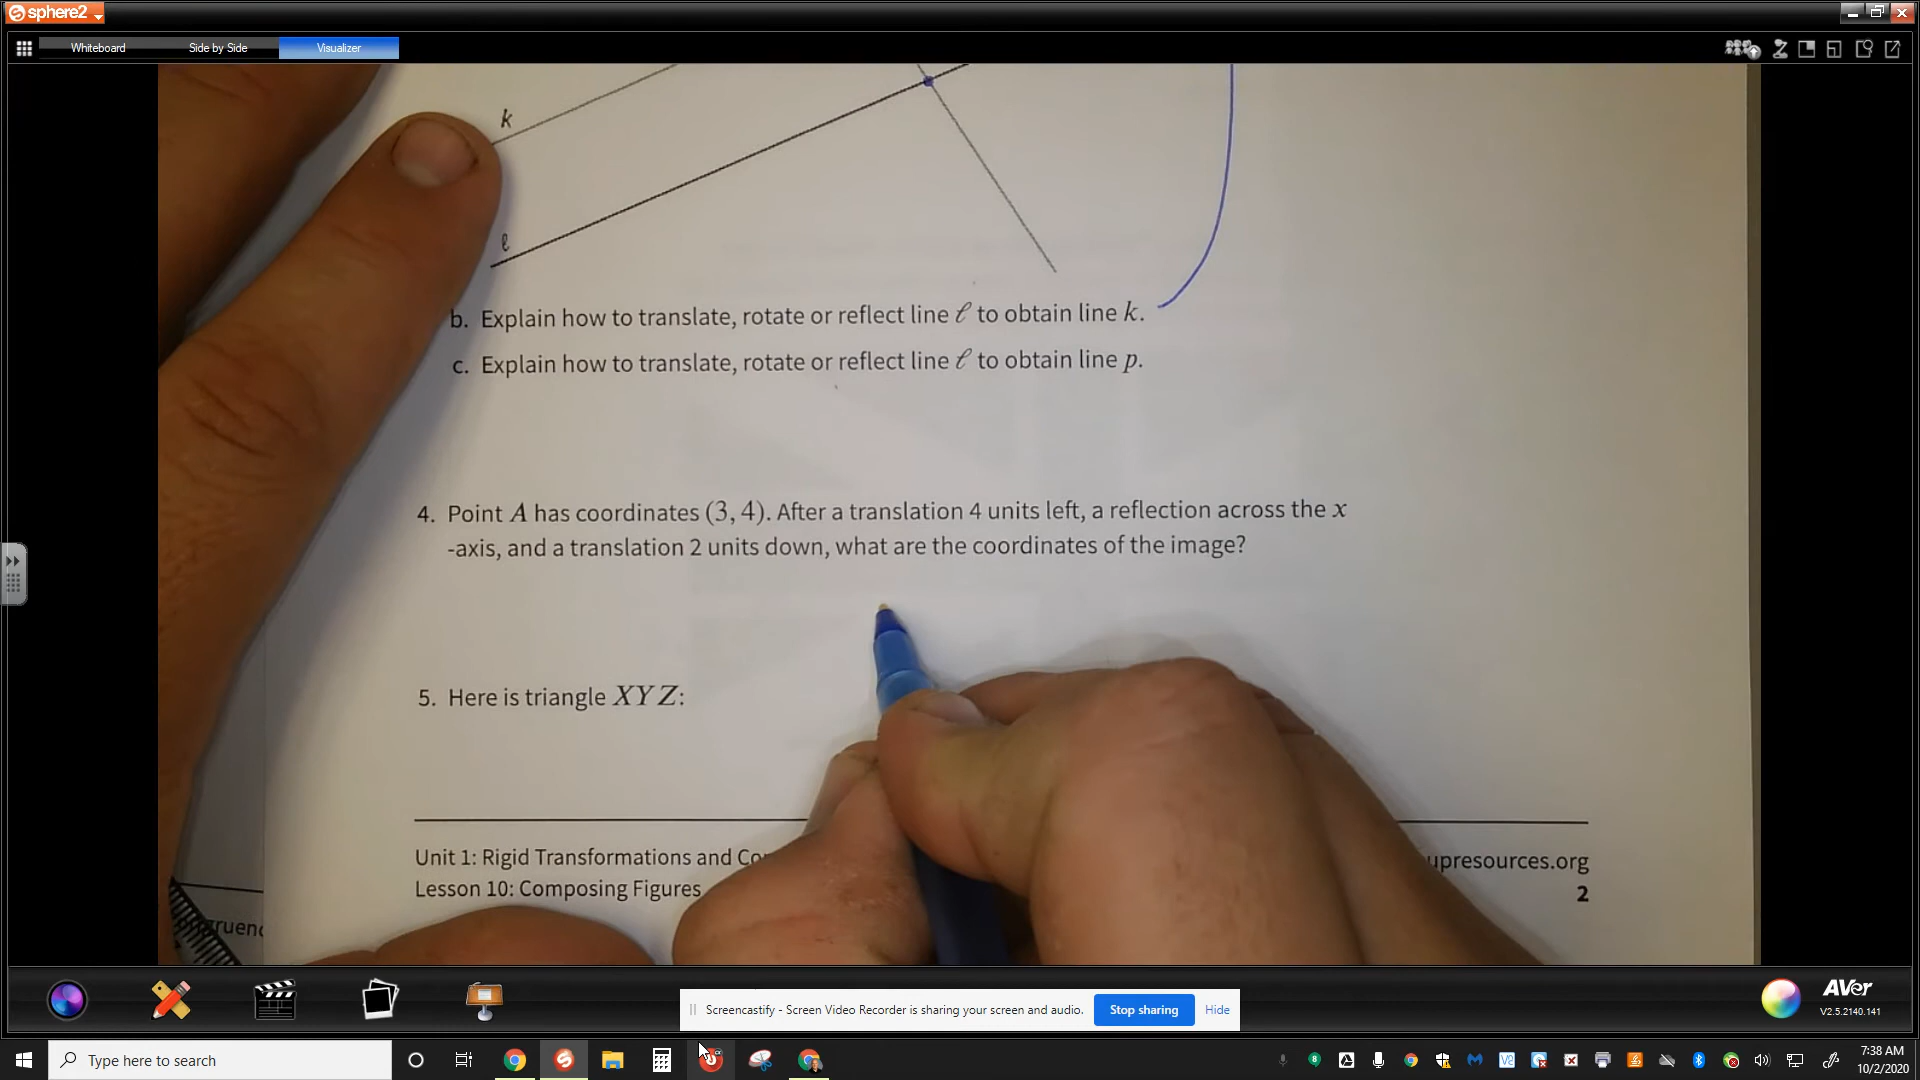 sphere2
Whiteboard Side by Side Visualizer
k
ℓ
b. Explain how to translate, rotate or reflect line ℓ to obtain line k.
c. Explain how to translate, rotate or reflect line ℓ to obtain line p.
4. Point A has coordinates (3, 4). After a translation 4 units left, a reflection across the x
-axis, and a translation 2 units down, what are the coordinates of the image?
5. Here is triangle XYZ:
Unit 1: Rigid Transformations and
upresources.org
Lesson 10: Composing Figures
2
AVer
V2.5.2140.141
Screencastify - Screen Video Recorder is sharing your screen and audio. Stop sharing Hide
Type here to search
7:38 AM
10/2/2020